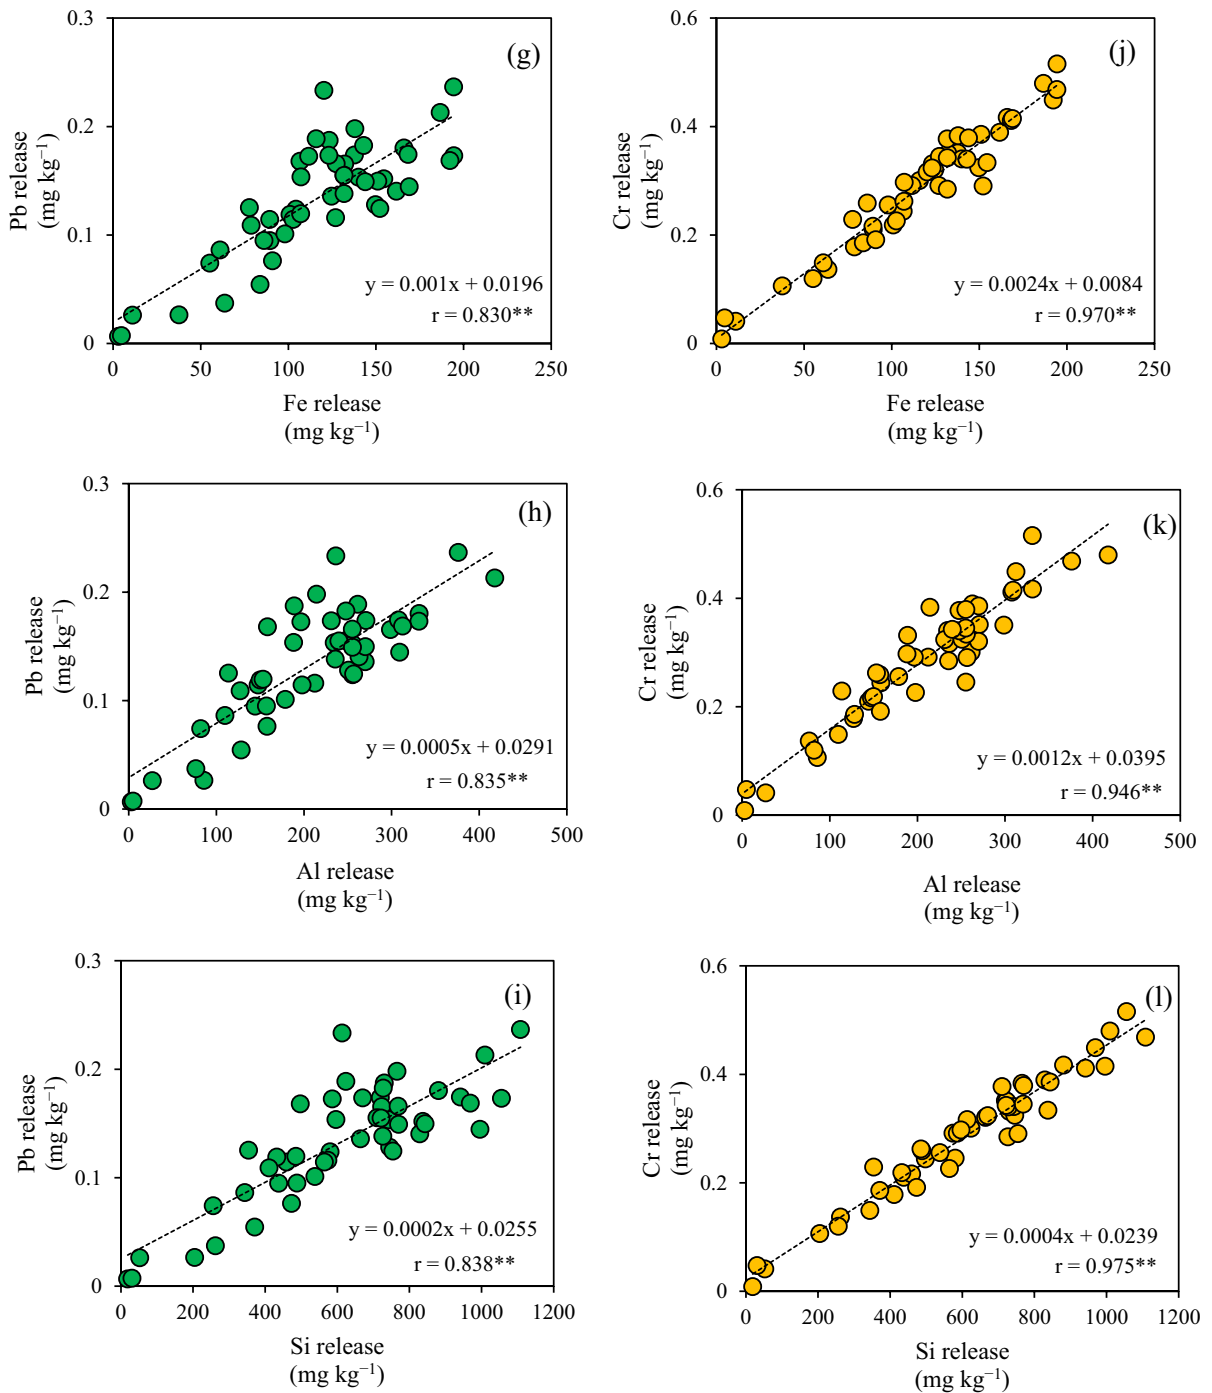 0.3
0.2
0.1
0
Pb release
(mg kg⁻¹)
(g)
y = 0.001x + 0.0196
r = 0.830**
0 50 100 150 200 250
Fe release
(mg kg⁻¹)
0.6
0.4
0.2
0
Cr release
(mg kg⁻¹)
(j)
y = 0.0024x + 0.0084
r = 0.970**
0 50 100 150 200 250
Fe release
(mg kg⁻¹)
0.3
0.2
0.1
0
Pb release
(mg kg⁻¹)
(h)
y = 0.0005x + 0.0291
r = 0.835**
0 100 200 300 400 500
Al release
(mg kg⁻¹)
0.6
0.4
0.2
0
Cr release
(mg kg⁻¹)
(k)
y = 0.0012x + 0.0395
r = 0.946**
0 100 200 300 400 500
Al release
(mg kg⁻¹)
0.3
0.2
0.1
0
Pb release
(mg kg⁻¹)
(i)
y = 0.0002x + 0.0255
r = 0.838**
0 200 400 600 800 1000 1200
Si release
(mg kg⁻¹)
0.6
0.4
0.2
0
Cr release
(mg kg⁻¹)
(l)
y = 0.0004x + 0.0239
r = 0.975**
0 200 400 600 800 1000 1200
Si release
(mg kg⁻¹)